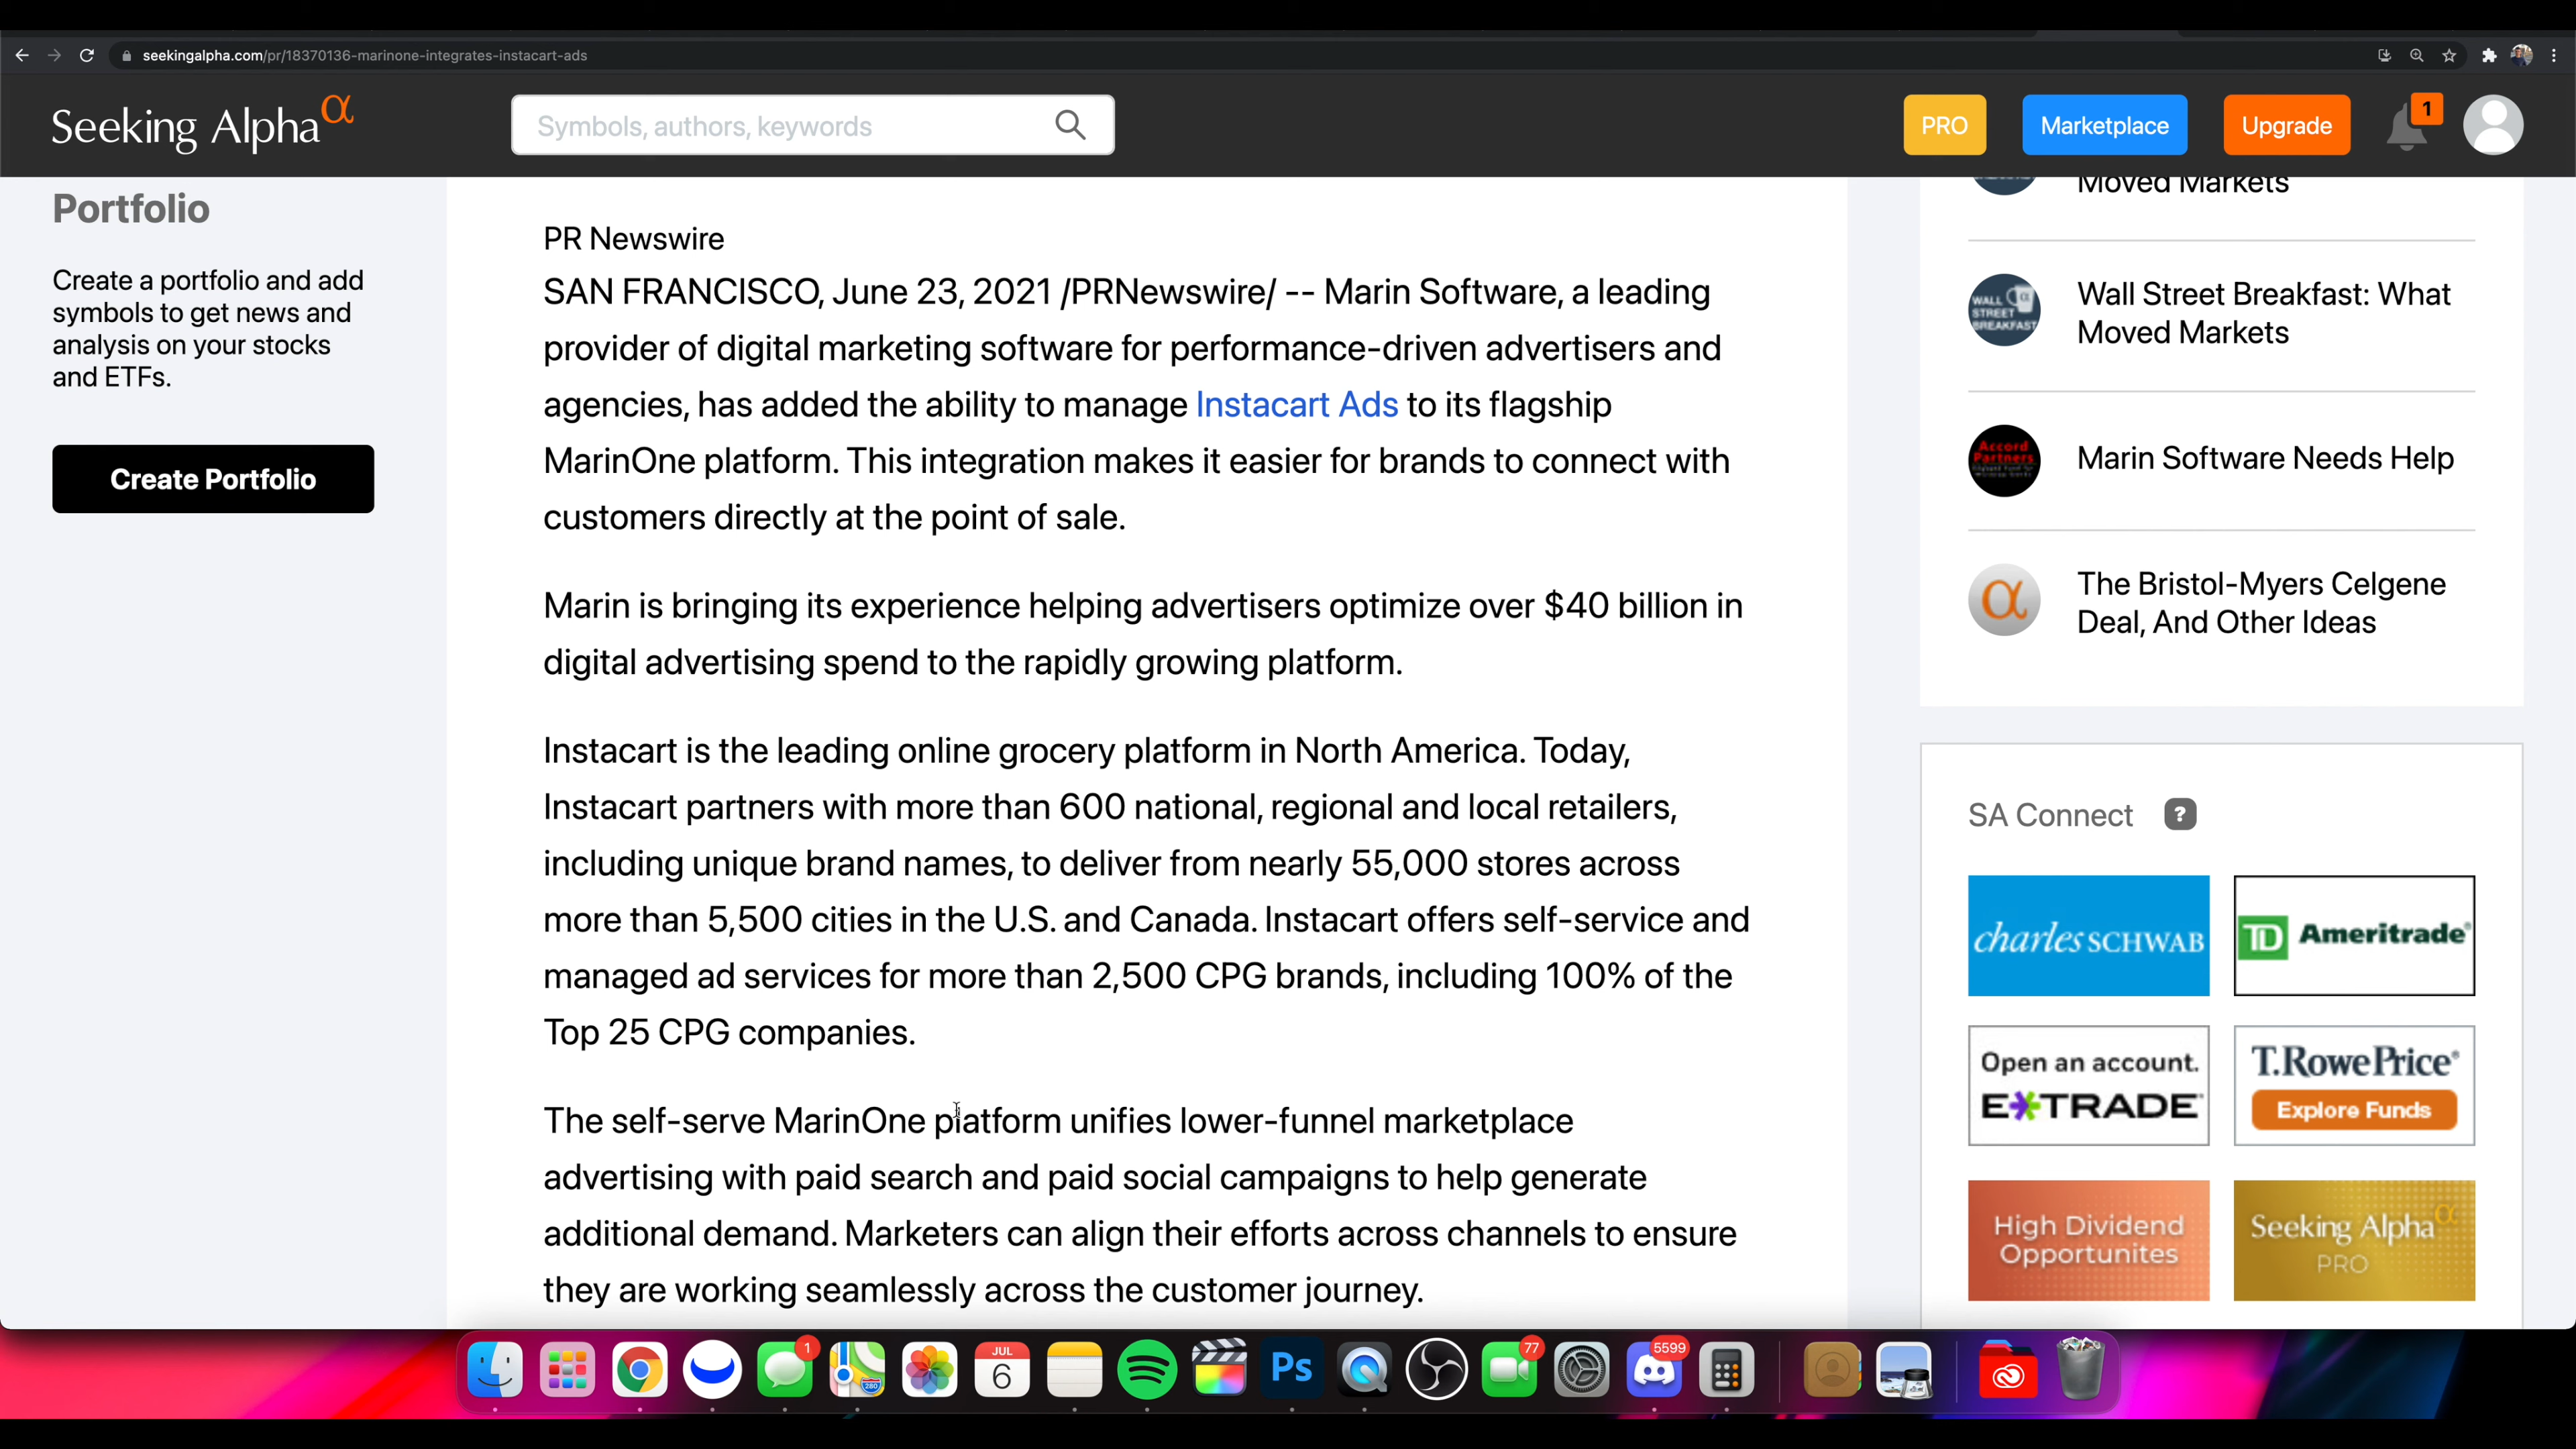 seekingalpha.com/pr/18370136-marinone-integrates-instacart-ads
Seeking Alpha α
Symbols, authors, keywords
PRO
Marketplace
Upgrade
1
Portfolio
Create a portfolio and add
symbols to get news and
analysis on your stocks
and ETFs.
Create Portfolio
PR Newswire
SAN FRANCISCO, June 23, 2021 /PRNewswire/ -- Marin Software, a leading
provider of digital marketing software for performance-driven advertisers and
agencies, has added the ability to manage Instacart Ads to its flagship
MarinOne platform. This integration makes it easier for brands to connect with
customers directly at the point of sale.
Marin is bringing its experience helping advertisers optimize over $40 billion in
digital advertising spend to the rapidly growing platform.
Instacart is the leading online grocery platform in North America. Today,
Instacart partners with more than 600 national, regional and local retailers,
including unique brand names, to deliver from nearly 55,000 stores across
more than 5,500 cities in the U.S. and Canada. Instacart offers self-service and
managed ad services for more than 2,500 CPG brands, including 100% of the
Top 25 CPG companies.
The self-serve MarinOne platform unifies lower-funnel marketplace
advertising with paid search and paid social campaigns to help generate
additional demand. Marketers can align their efforts across channels to ensure
they are working seamlessly across the customer journey.
Moved Markets
WALL
STREET
BREAKFAST
Wall Street Breakfast: What
Moved Markets
Accord
Partners
Marin Software Needs Help
α
The Bristol-Myers Celgene
Deal, And Other Ideas
SA Connect ?
charles SCHWAB
TD Ameritrade
Open an account.
E*TRADE
T.RowePrice
Explore Funds
High Dividend
Opportunites
Seeking Alpha α
PRO
1
280
JUL
6
Ps
77
5599